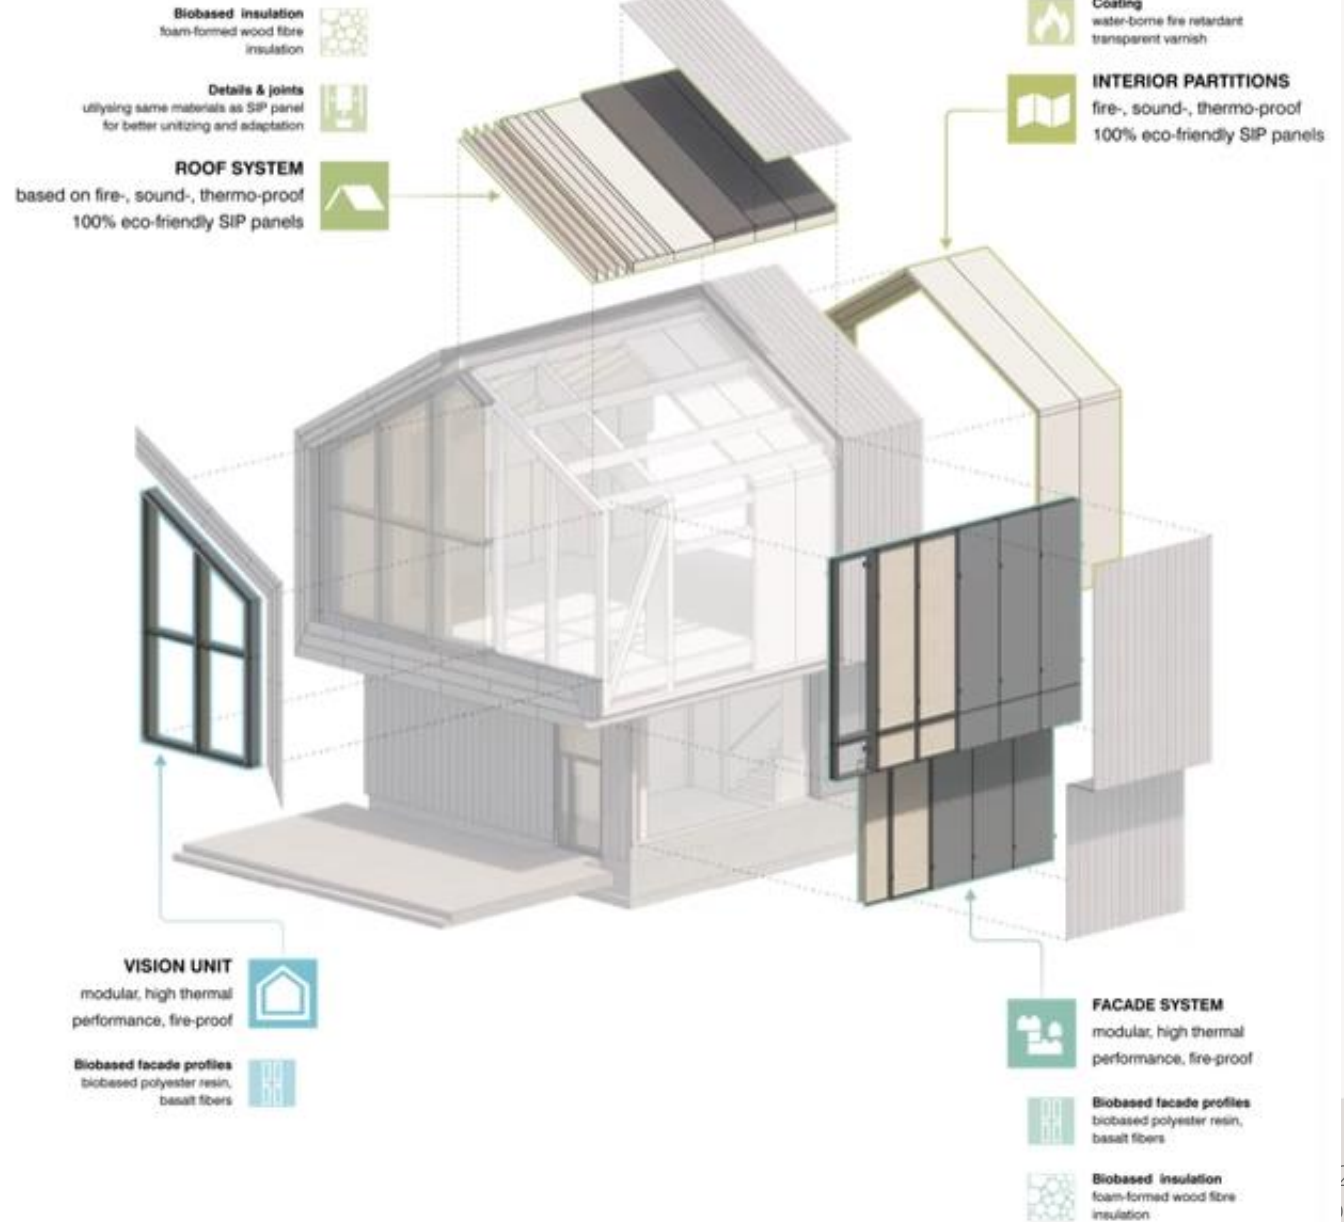 Biobased insulation
foam-formed wood fibre
insulation
Details & joints
utilysing same materials as SIP panel
for better unitizing and adaptation
ROOF SYSTEM
based on fire-, sound-, thermo-proof
100% eco-friendly SIP panels
Coating
water-borne fire retardant
transparent varnish
INTERIOR PARTITIONS
fire-, sound-, thermo-proof
100% eco-friendly SIP panels
VISION UNIT
modular, high thermal
performance, fire-proof
Biobased facade profiles
biobased polyester resin,
basalt fibers
FACADE SYSTEM
modular, high thermal
performance, fire-proof
Biobased facade profiles
biobased polyester resin,
basalt fibers
Biobased insulation
foam-formed wood fibre
insulation